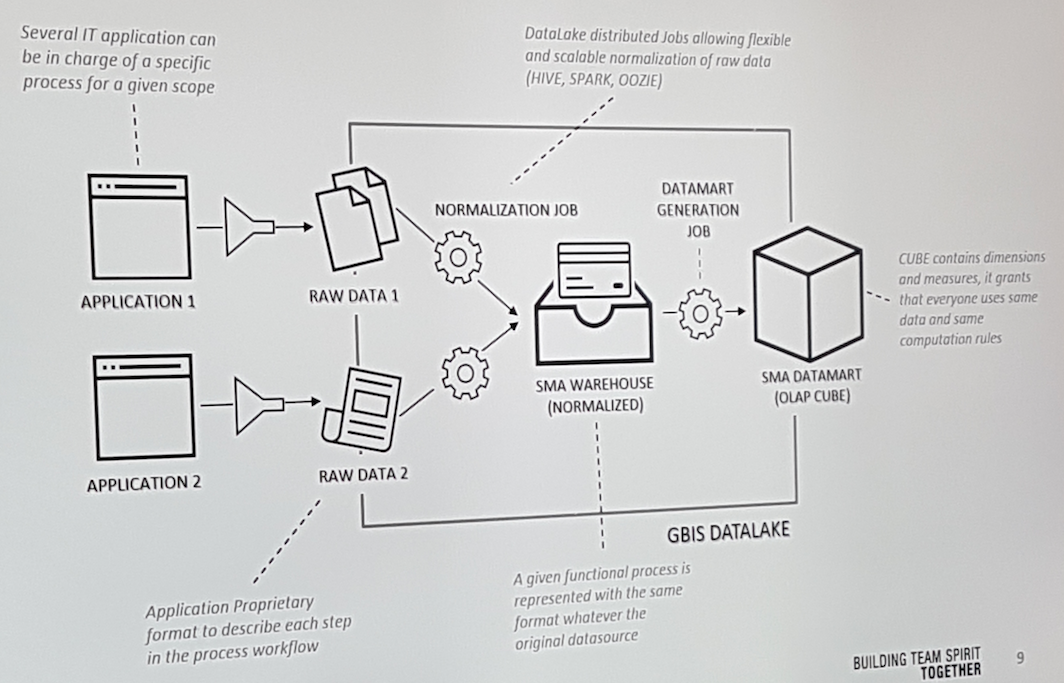 Several IT application can
be in charge of a specific
process for a given scope
DataLake distributed Jobs allowing flexible
and scalable normalization of raw data
(HIVE, SPARK, OOZIE)
APPLICATION 1
RAW DATA 1
NORMALIZATION JOB
DATAMART
GENERATION
JOB
CUBE contains dimensions
and measures, it grants
that everyone uses same
data and same
computation rules
SMA WAREHOUSE
(NORMALIZED)
SMA DATAMART
(OLAP CUBE)
APPLICATION 2
RAW DATA 2
GBIS DATALAKE
Application Proprietary
format to describe each step
in the process workflow
A given functional process is
represented with the same
format whatever the
original datasource
BUILDING TEAM SPIRIT
TOGETHER
9